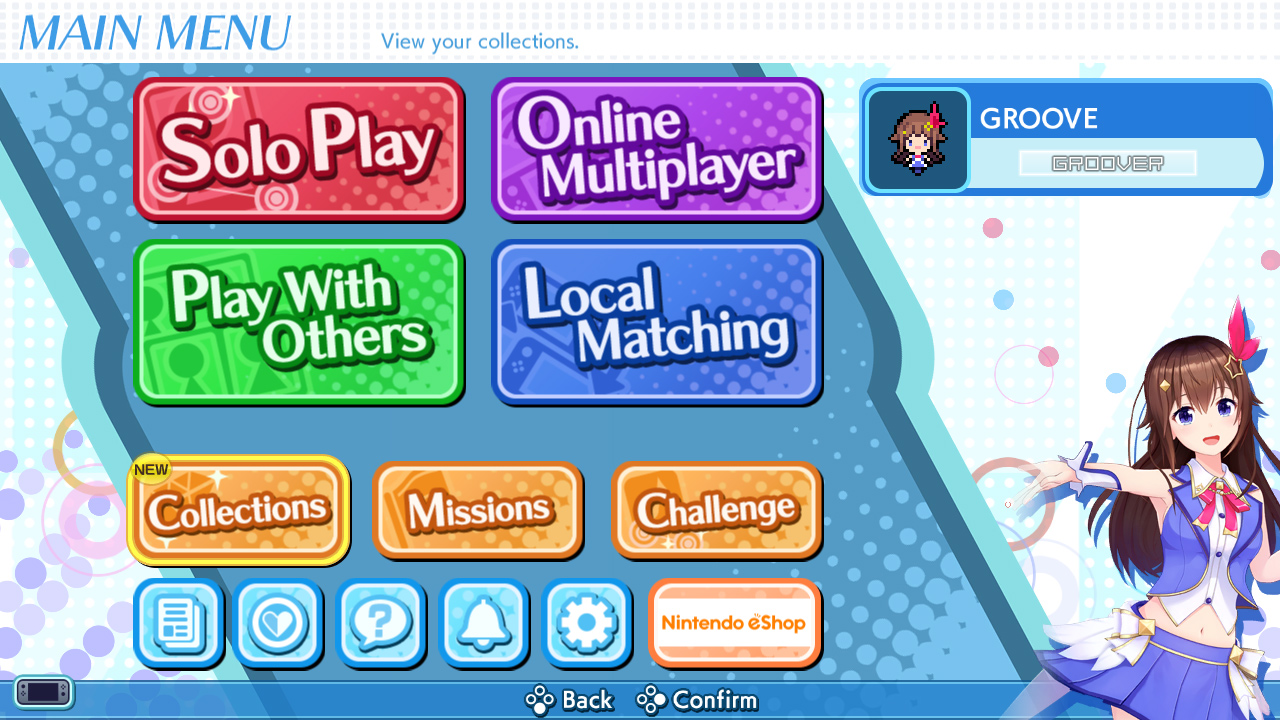 MAIN MENU
View your collections.
Solo Play
Online
Multiplayer
GROOVE
GROOVER
Play With
Others
Local
Matching
NEW
Collections
Missions
Challenge
?
Nintendo eShop
Back
Confirm